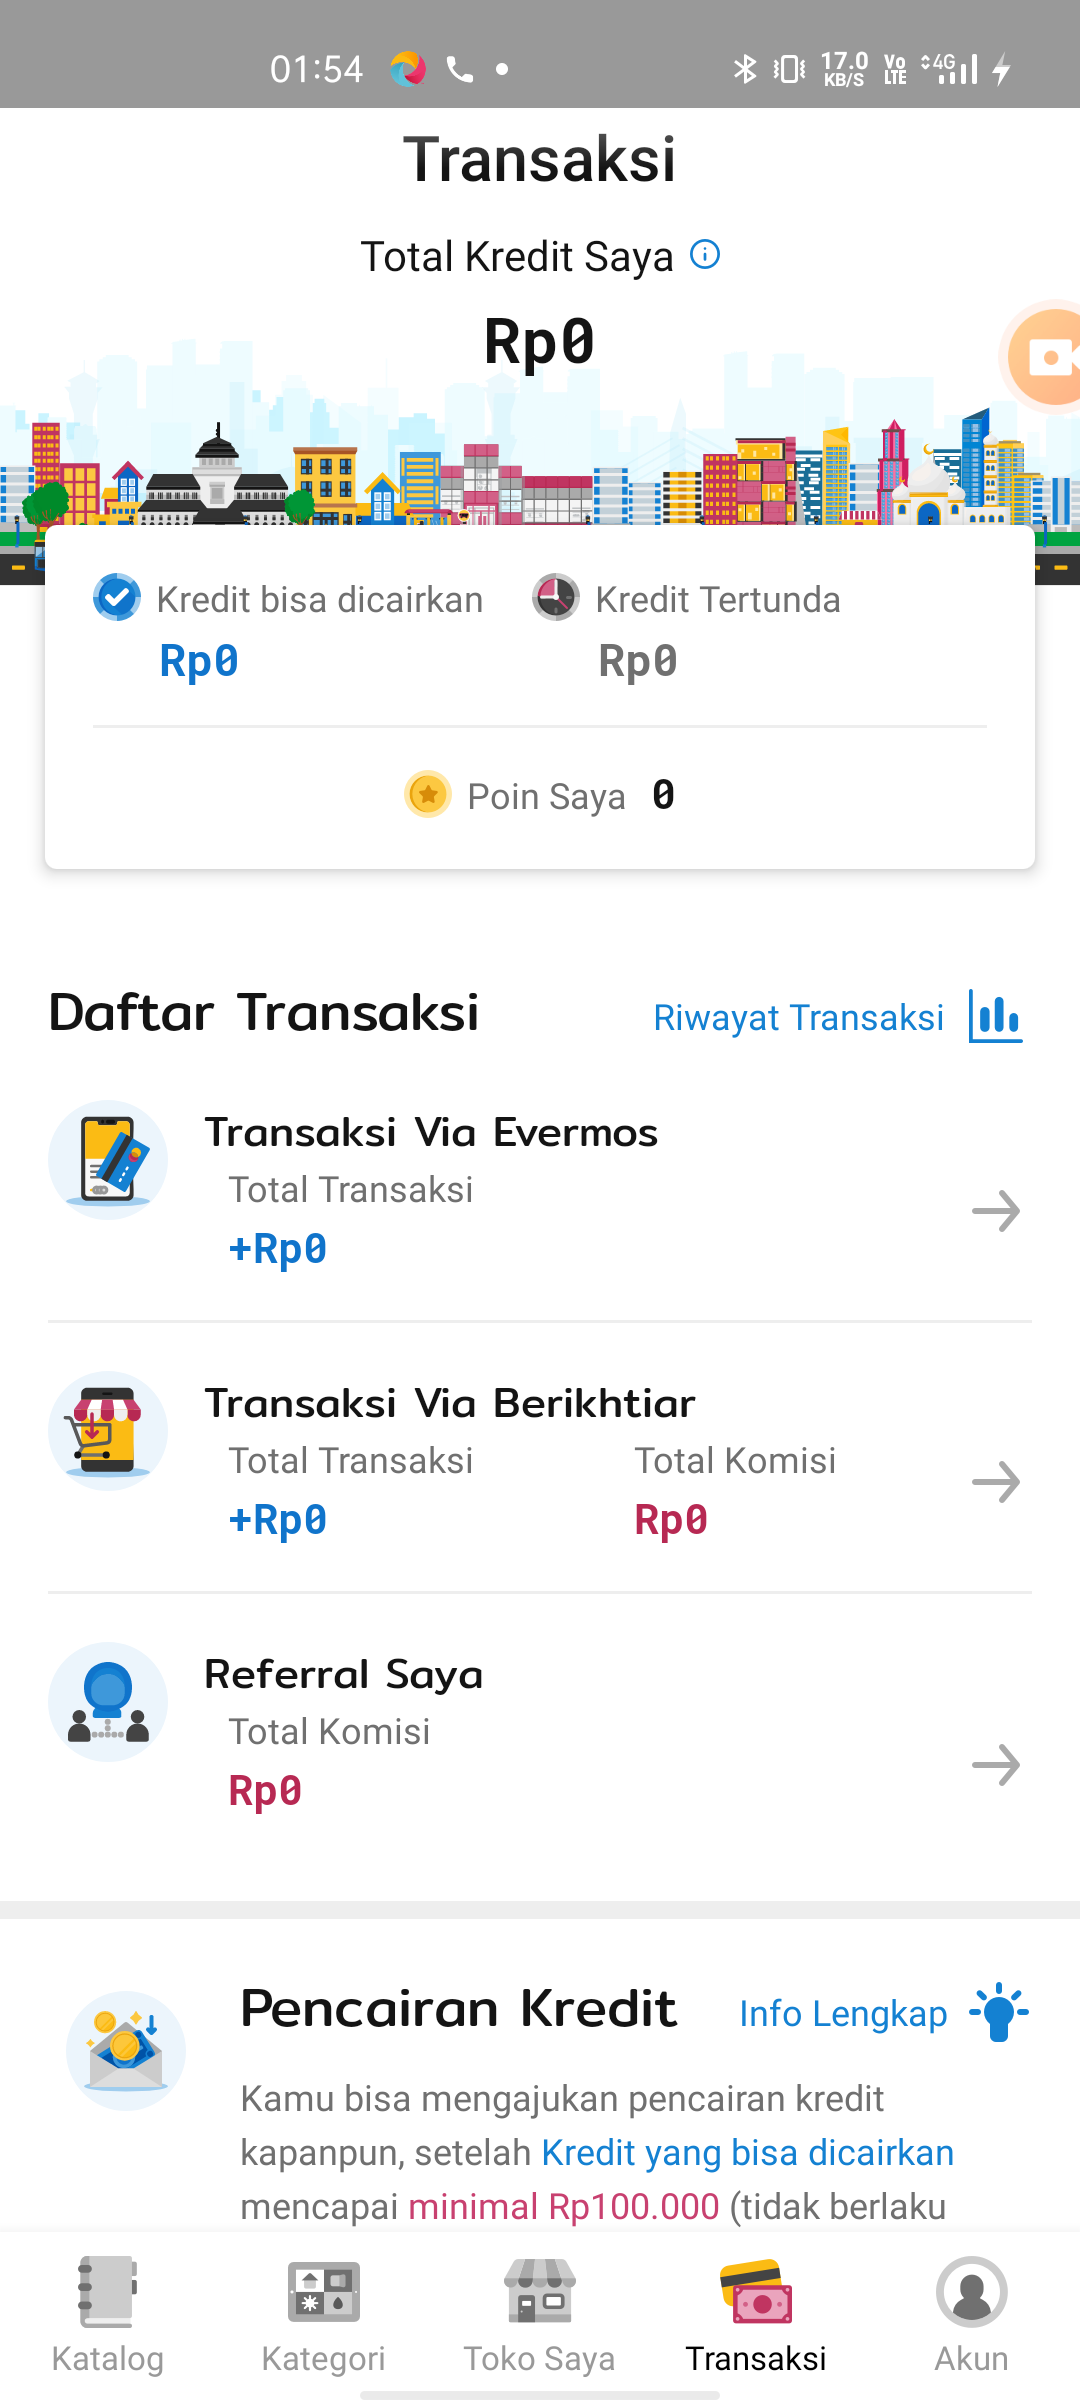 01:54
17.0 KB/S
Vo LTE
4G
Transaksi
Total Kredit Saya
Rp0
Kredit bisa dicairkan
Rp0
Kredit Tertunda
Rp0
Poin Saya 0
Daftar Transaksi
Riwayat Transaksi
Transaksi Via Evermos
Total Transaksi
+Rp0
Transaksi Via Berikhtiar
Total Transaksi
+Rp0
Total Komisi
Rp0
Referral Saya
Total Komisi
Rp0
Pencairan Kredit
Info Lengkap
Kamu bisa mengajukan pencairan kredit
kapanpun, setelah Kredit yang bisa dicairkan
mencapai minimal Rp100.000 (tidak berlaku
Katalog
Kategori
Toko Saya
Transaksi
Akun